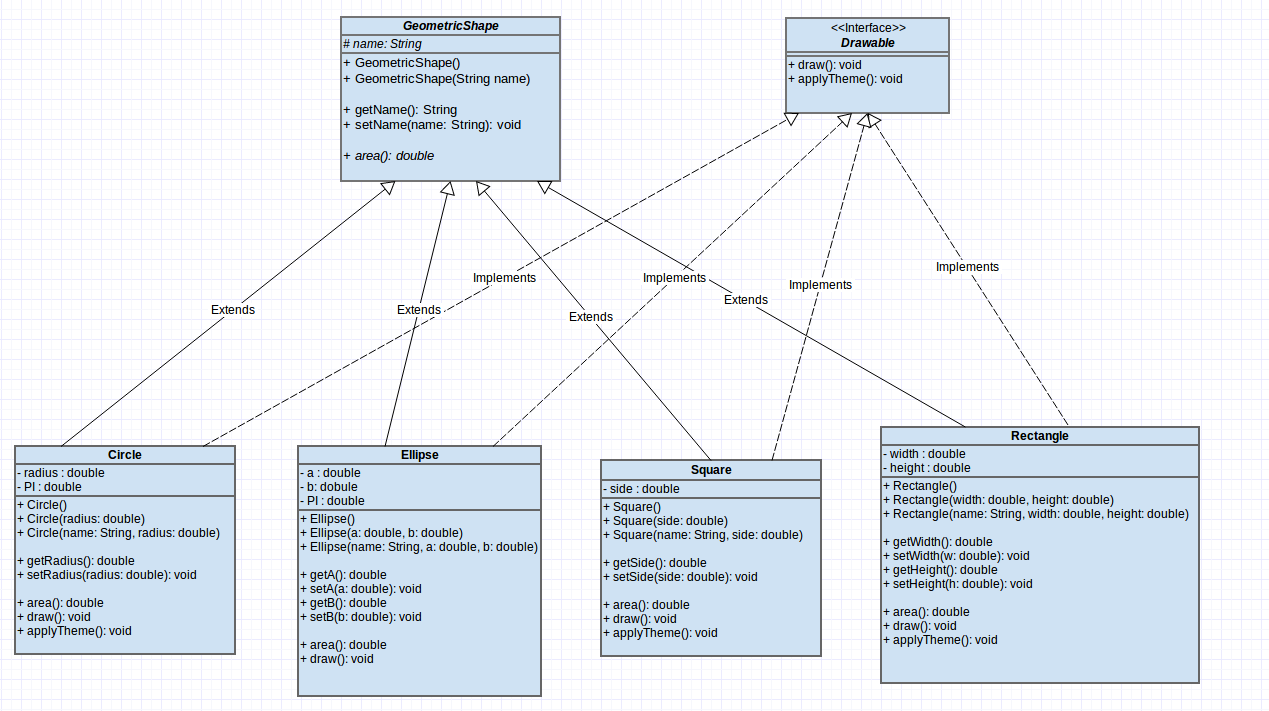 GeometricShape
# name: String
+ GeometricShape()
+ GeometricShape(String name)
+ getName(): String
+ setName(name: String): void
+ area(): double
<<Interface>>
Drawable
+ draw(): void
+ applyTheme(): void
Extends
Implements
Extends
Extends
Implements
Extends
Implements
Implements
Circle
- radius : double
- PI : double
+ Circle()
+ Circle(radius: double)
+ Circle(name: String, radius: double)
+ getRadius(): double
+ setRadius(radius: double): void
+ area(): double
+ draw(): void
+ applyTheme(): void
Ellipse
- a : double
- b: dobule
- PI : double
+ Ellipse()
+ Ellipse(a: double, b: double)
+ Ellipse(name: String, a: double, b: double)
+ getA(): double
+ setA(a: double): void
+ getB(): double
+ setB(b: double): void
+ area(): double
+ draw(): void
Square
- side : double
+ Square()
+ Square(side: double)
+ Square(name: String, side: double)
+ getSide(): double
+ setSide(side: double): void
+ area(): double
+ draw(): void
+ applyTheme(): void
Rectangle
- width : double
- height : double
+ Rectangle()
+ Rectangle(width: double, height: double)
+ Rectangle(name: String, width: double, height: double)
+ getWidth(): double
+ setWidth(w: double): void
+ getHeight(): double
+ setHeight(h: double): void
+ area(): double
+ draw(): void
+ applyTheme(): void